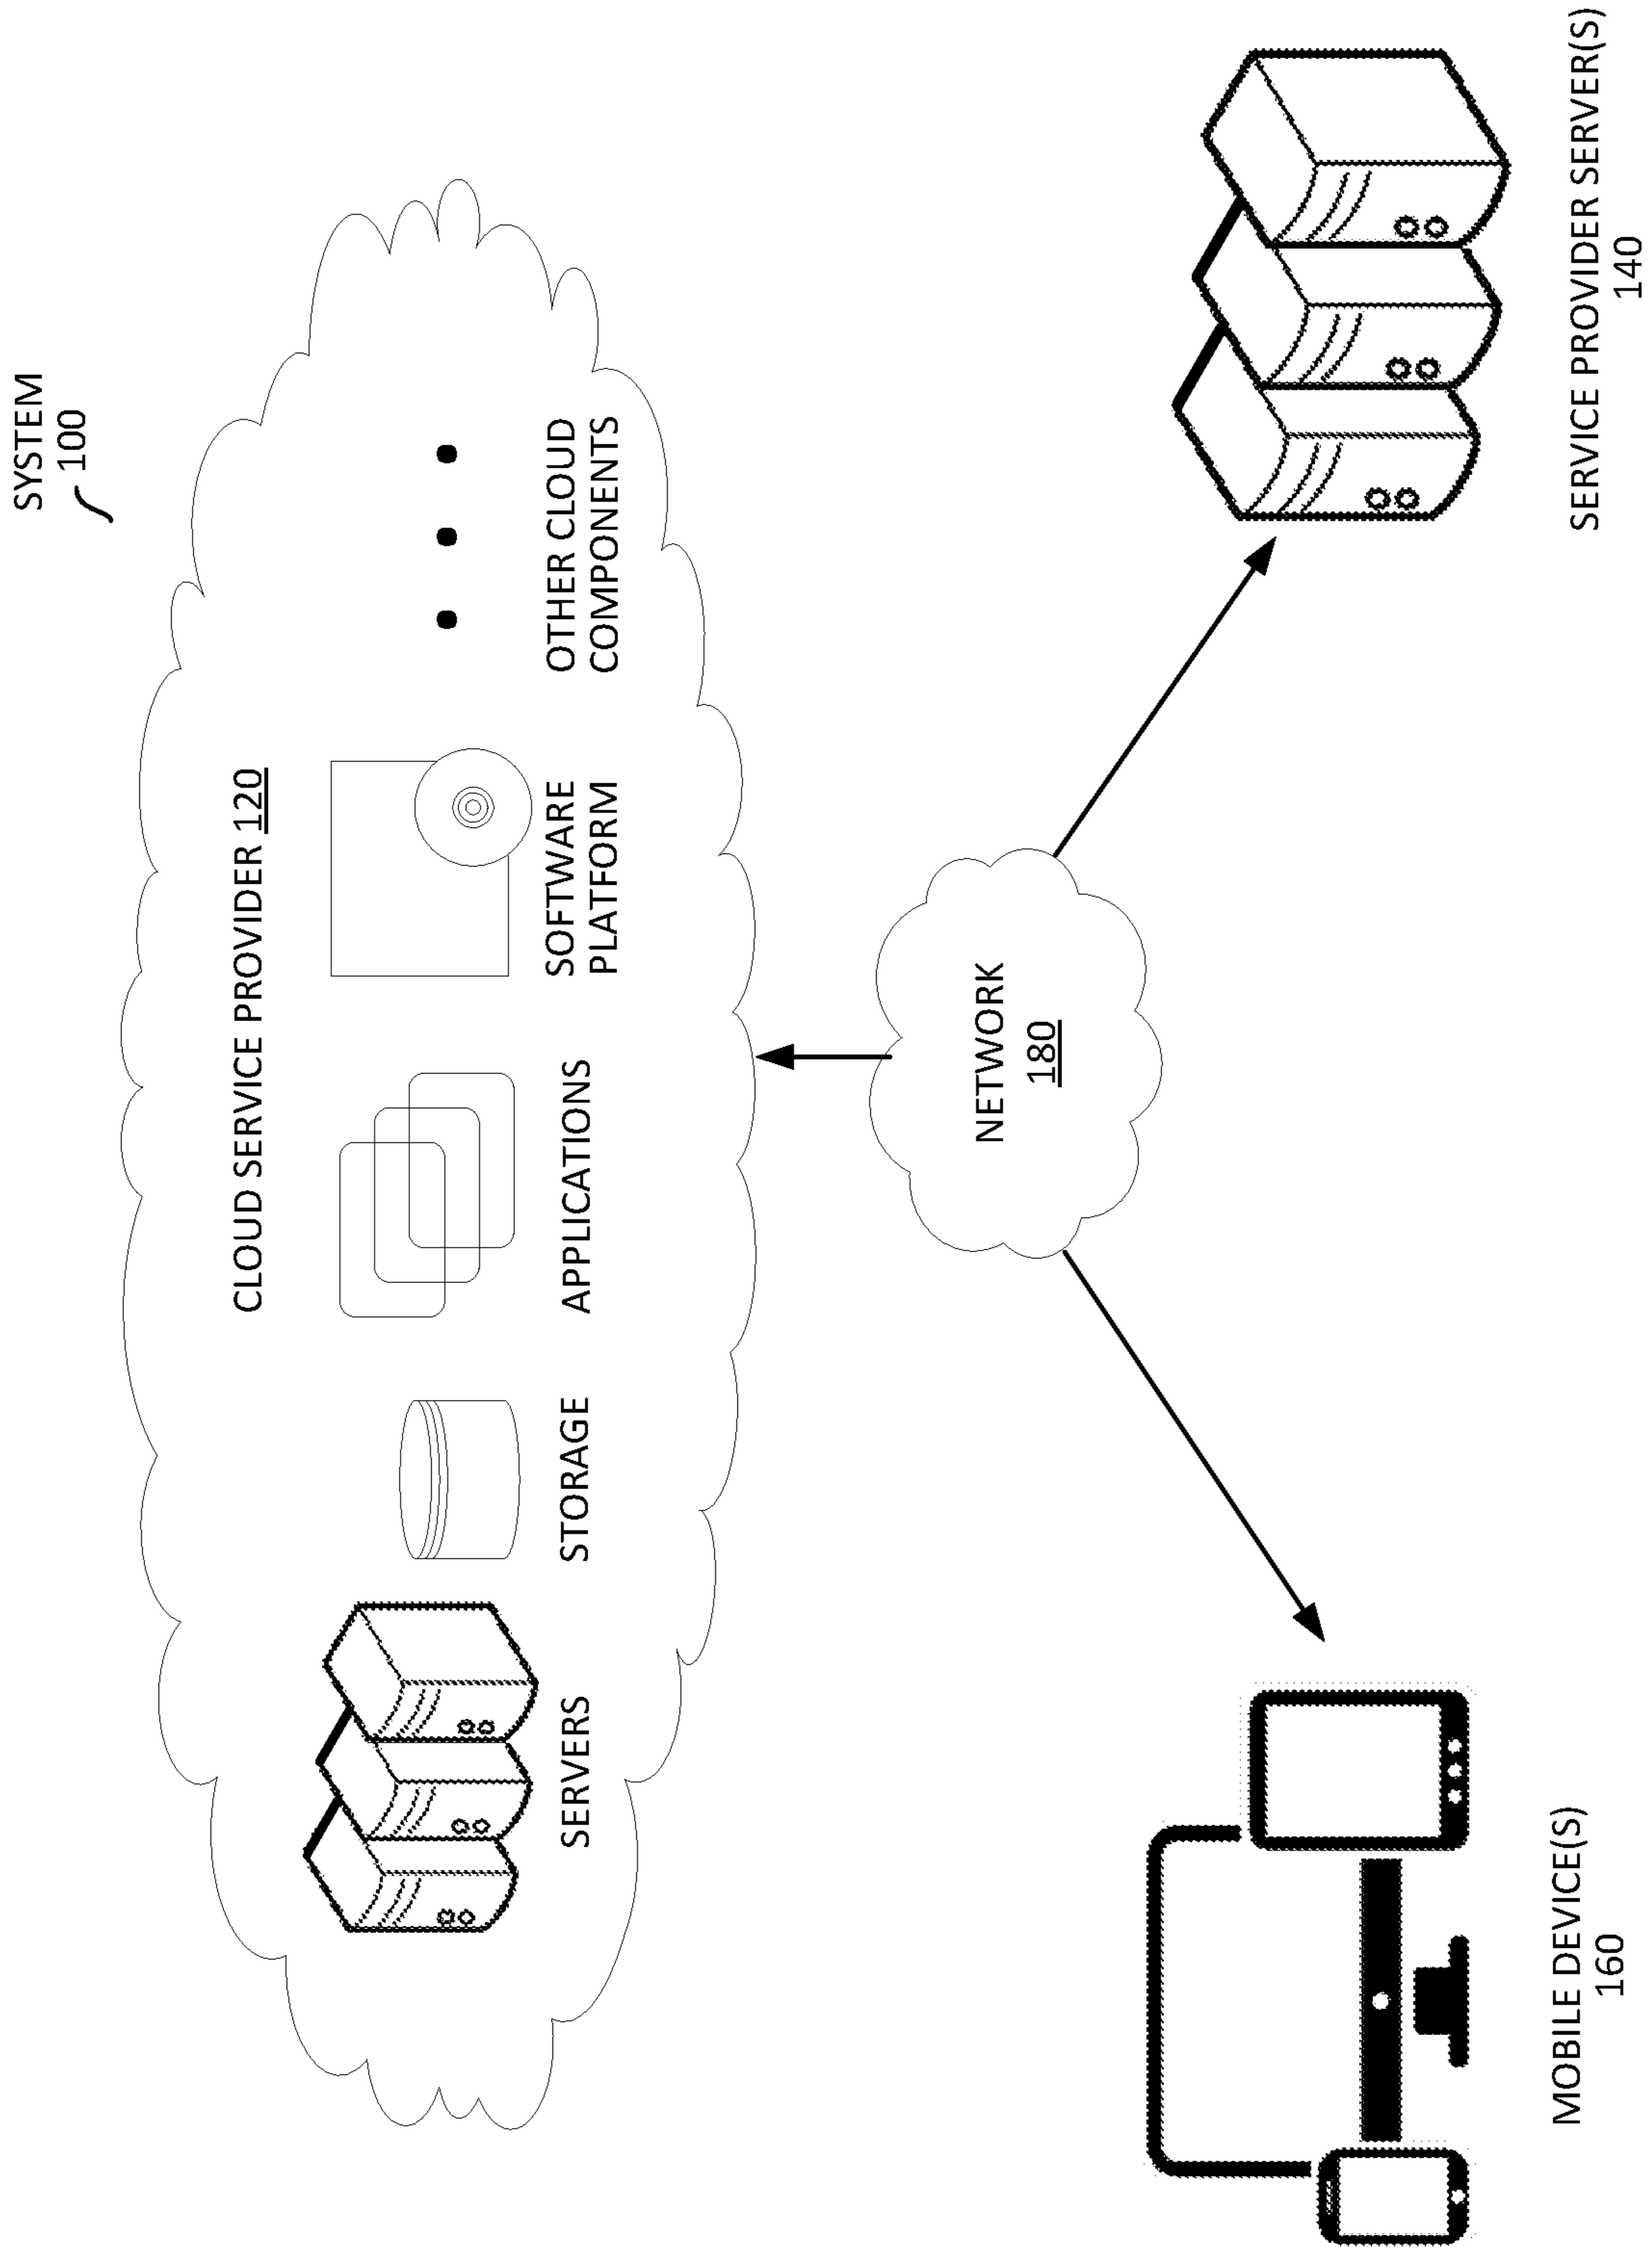 SYSTEM
100
CLOUD SERVICE PROVIDER 120
SERVERS
STORAGE
APPLICATIONS
SOFTWARE
PLATFORM
OTHER CLOUD
COMPONENTS
NETWORK
180
MOBILE DEVICE(S)
160
SERVICE PROVIDER SERVER(S)
140